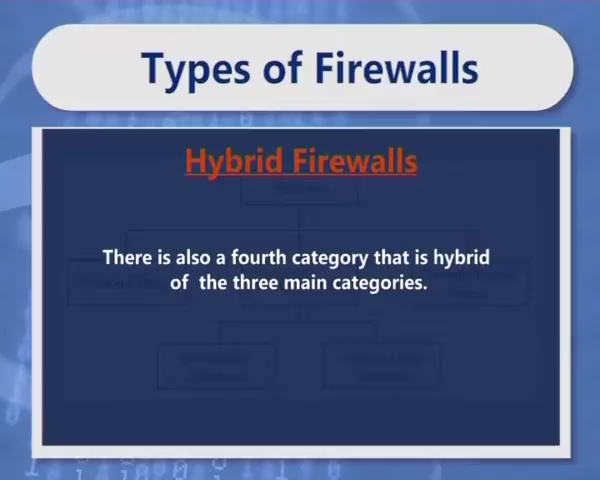 Types of Firewalls
Hybrid Firewalls
There is also a fourth category that is hybrid
of the three main categories.